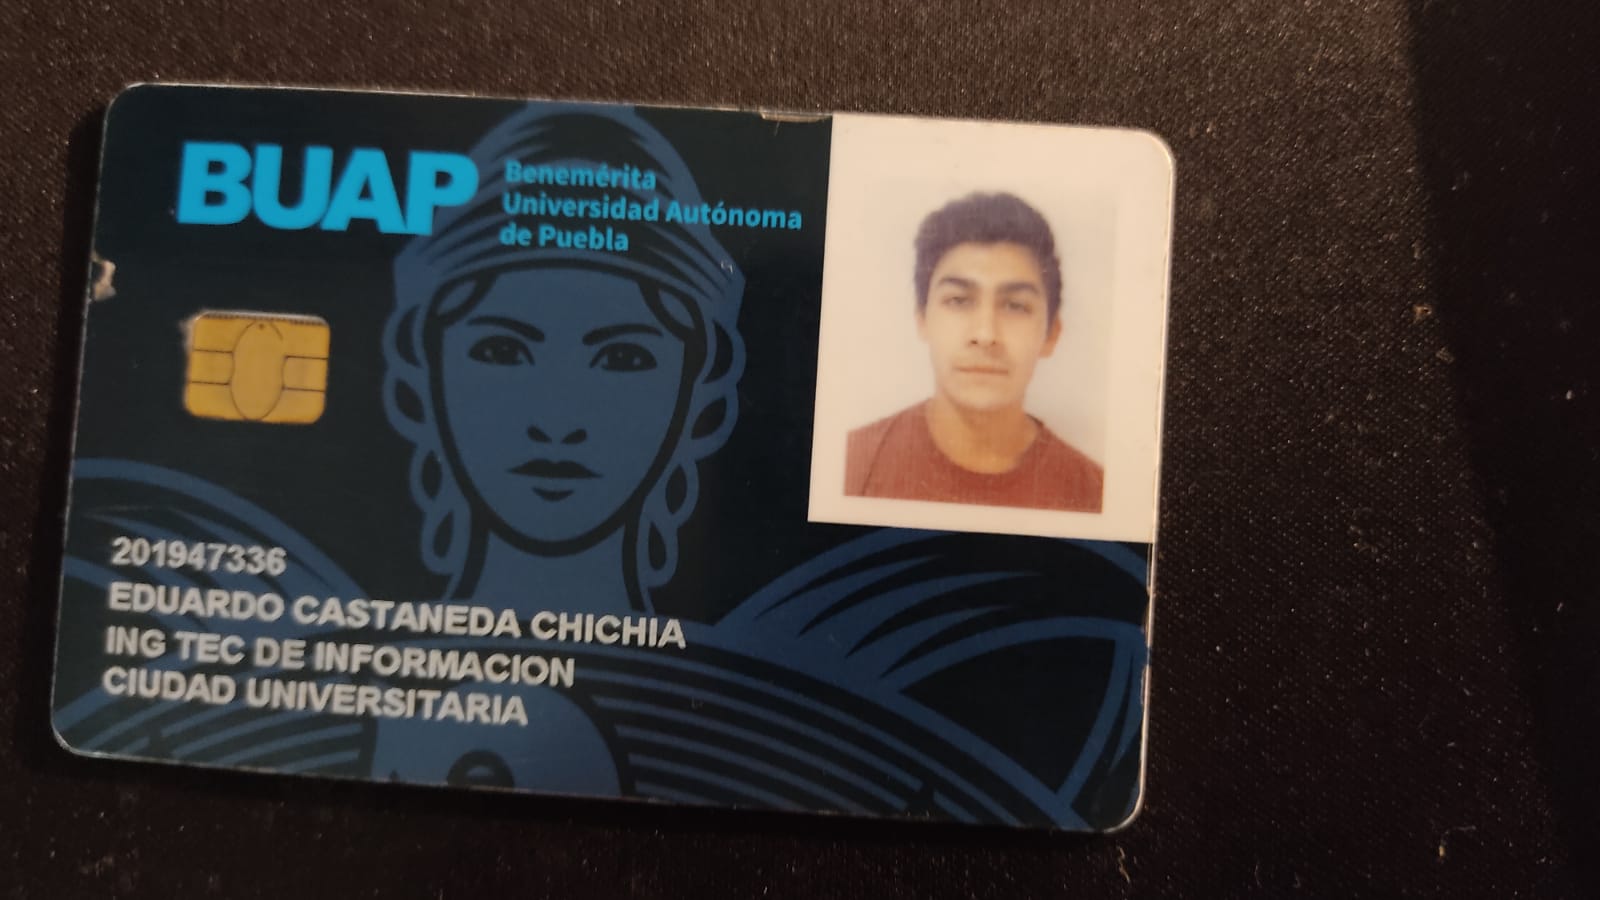 BUAP
Benemérita
Universidad Autónoma
de Puebla
201947336
EDUARDO CASTANEDA CHICHIA
ING TEC DE INFORMACION
CIUDAD UNIVERSITARIA